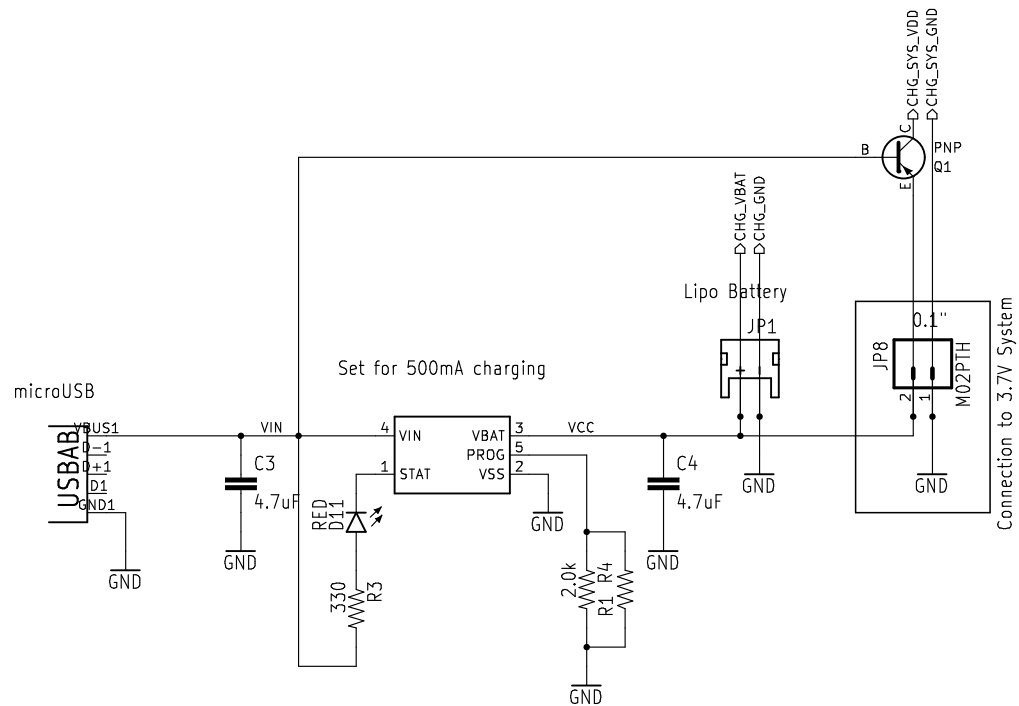 CHG_SYS_VDD
CHG_SYS_GND
C
B
PNP
Q1
E
CHG_VBAT
CHG_GND
Lipo Battery
JP1
+
-
0.1"
JP8
M02PTH
2
1
GND
Connection to 3.7V System
Set for 500mA charging
microUSB
USBAB
VBUS1
D-1
D+1
D1
GND1
GND
VIN
C3
4.7uF
GND
4
VIN
1
STAT
VBAT
3
PROG
5
VSS
2
VCC
GND
RED
D11
330
R3
2.0k
R1
R4
GND
C4
4.7uF
GND
GND